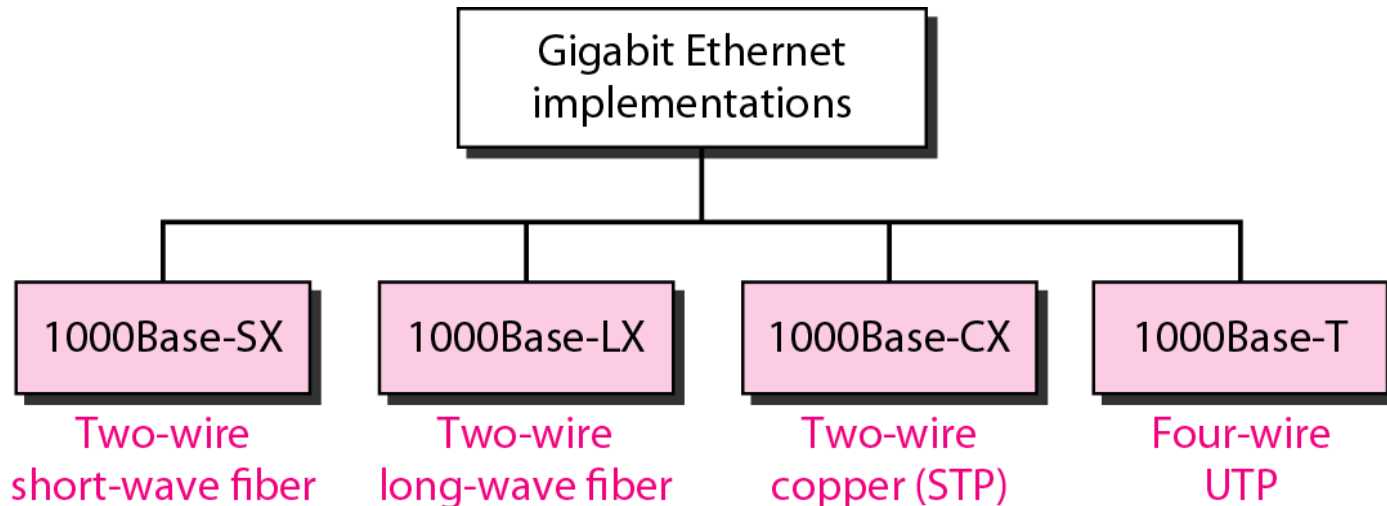 Gigabit Ethernet
implementations
1000Base-SX
1000Base-LX
1000Base-CX
1000Base-T
Two-wire
short-wave fiber
Two-wire
long-wave fiber
Two-wire
copper (STP)
Four-wire
UTP